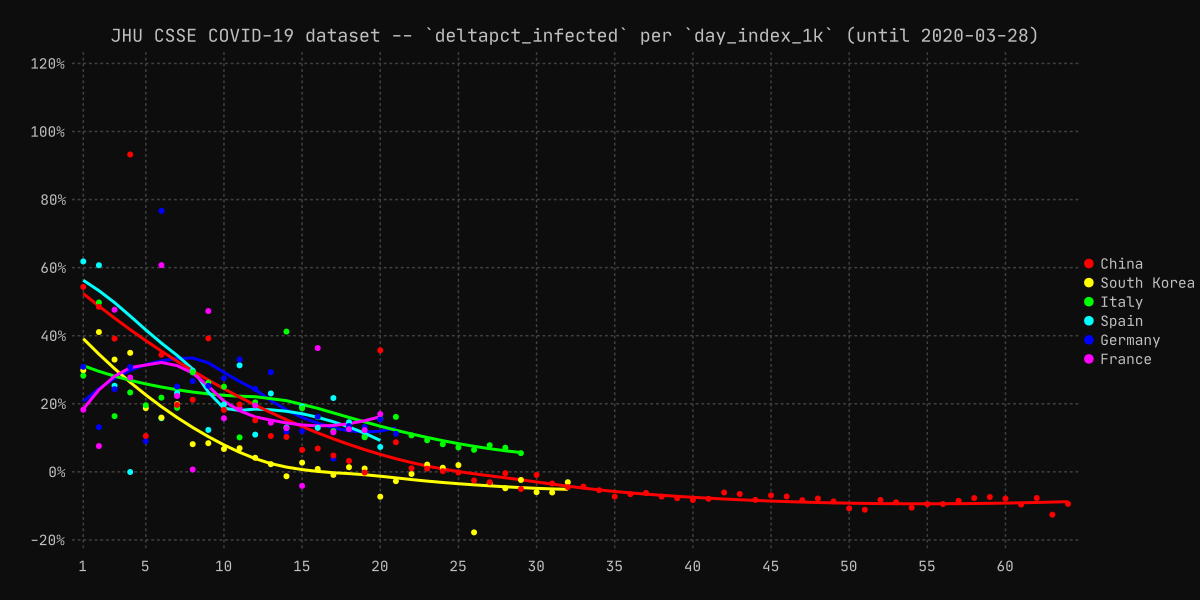 JHU CSSE COVID-19 dataset -- `deltapct_infected` per `day_index_1k` (until 2020-03-28)
120%
100%
80%
60%
40%
20%
0%
-20%
1 5 10 15 20 25 30 35 40 45 50 55 60
China
South Korea
Italy
Spain
Germany
France